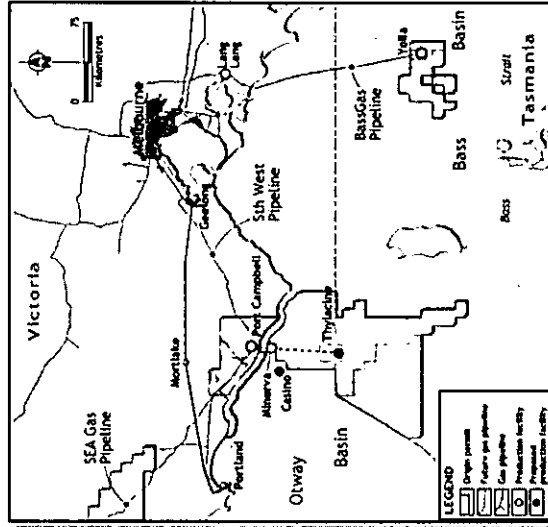 N
0
75
Kilometres
Victoria
Melbourne
Lang
Lang
Geelong
SEA Gas
Pipeline
Mortlake
Sth West
Pipeline
Port Campbell
Portland
Minerva
Casino
Thylacine
Otway
Basin
BassGas
Pipeline
Yolla
Bass
Basin
Bass
Strait
Tasmania
LEGEND
Origin permit
Future gas pipeline
Gas pipeline
Production facility
Proposed
production facility